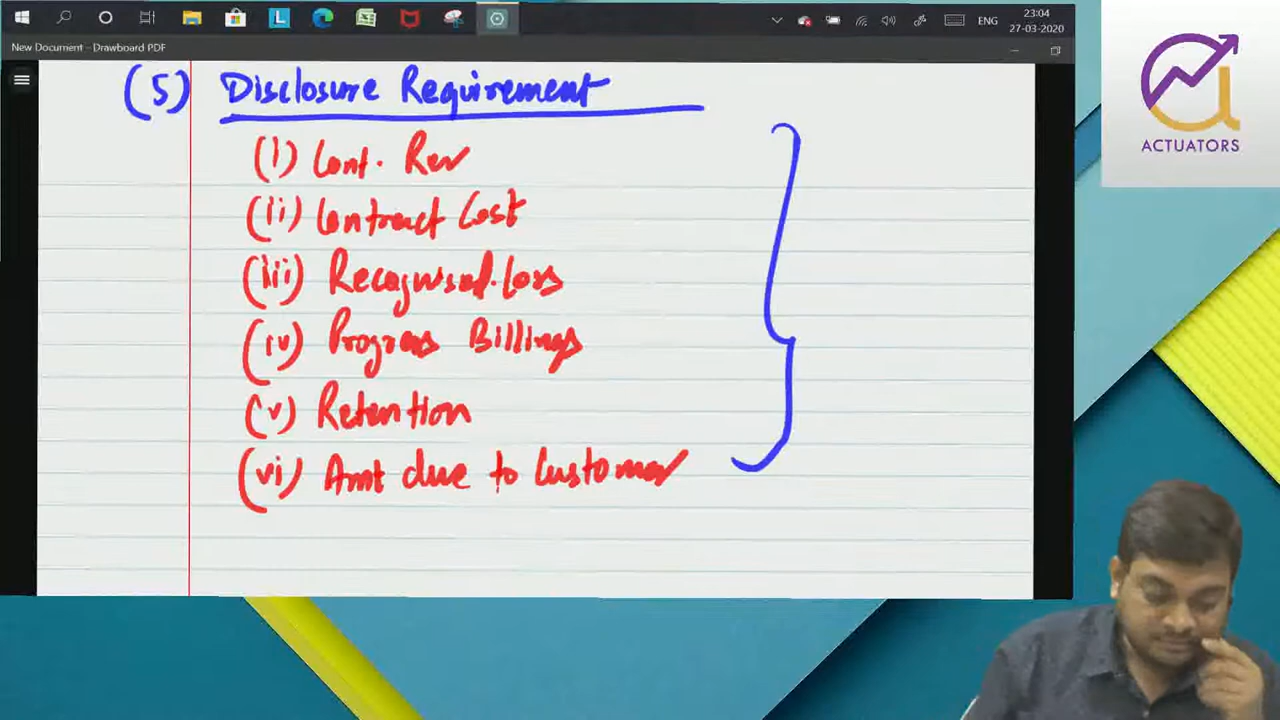 ENG
23:04
27-03-2020
New Document - Drawboard PDF
ACTUATORS
(5) Disclosure Requirement
(i) Cont. Rev
(ii) Contract Cost
(iii) Recognised Loss
(iv) Progress Billings
(v) Retention
(vi) Amt due to Customer